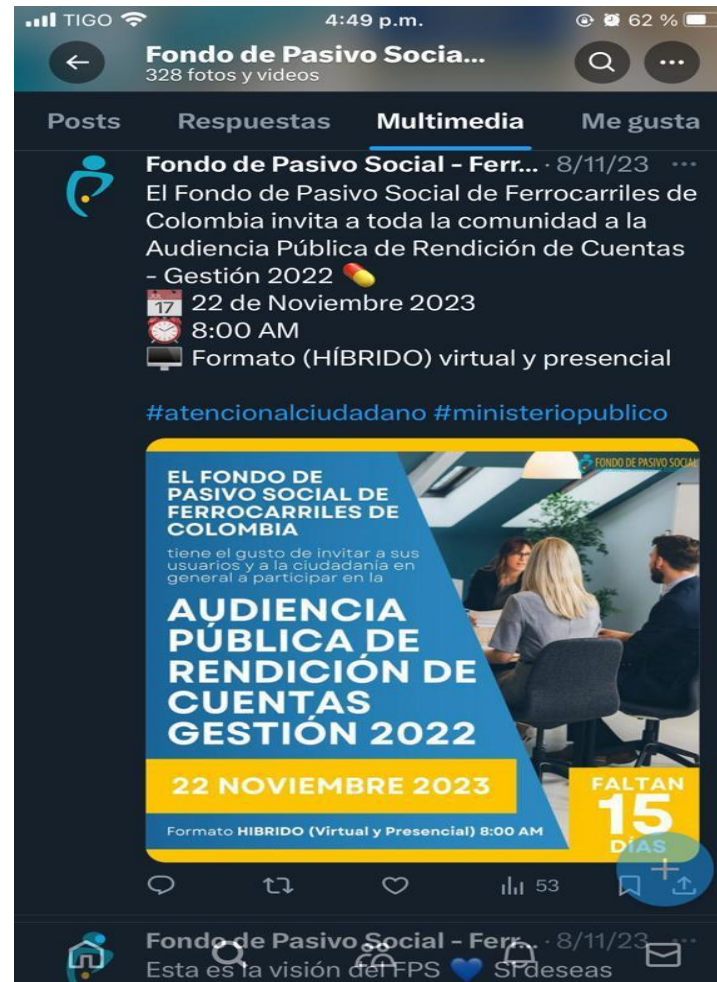 TIGO 4:49 p.m. 62 %
Fondo de Pasivo Socia...
328 fotos y videos
Posts Respuestas Multimedia Me gusta
Fondo de Pasivo Social - Ferr... · 8/11/23
El Fondo de Pasivo Social de Ferrocarriles de
Colombia invita a toda la comunidad a la
Audiencia Pública de Rendición de Cuentas
- Gestión 2022 💊
📅 22 de Noviembre 2023
⏰ 8:00 AM
🖥️ Formato (HÍBRIDO) virtual y presencial
#atencionalciudadano #ministeriopublico
FONDO DE PASIVO SOCIAL
EL FONDO DE
PASIVO SOCIAL DE
FERROCARRILES DE
COLOMBIA
tiene el gusto de invitar a sus
usuarios y a la ciudadanía en
general a participar en la
AUDIENCIA
PÚBLICA DE
RENDICIÓN DE
CUENTAS
GESTIÓN 2022
22 NOVIEMBRE 2023
Formato HIBRIDO (Virtual y Presencial) 8:00 AM
FALTAN
15
DÍAS
53
Fondo de Pasivo Social - Ferr... · 8/11/23
Esta es la visión del FPS 💙 Si deseas